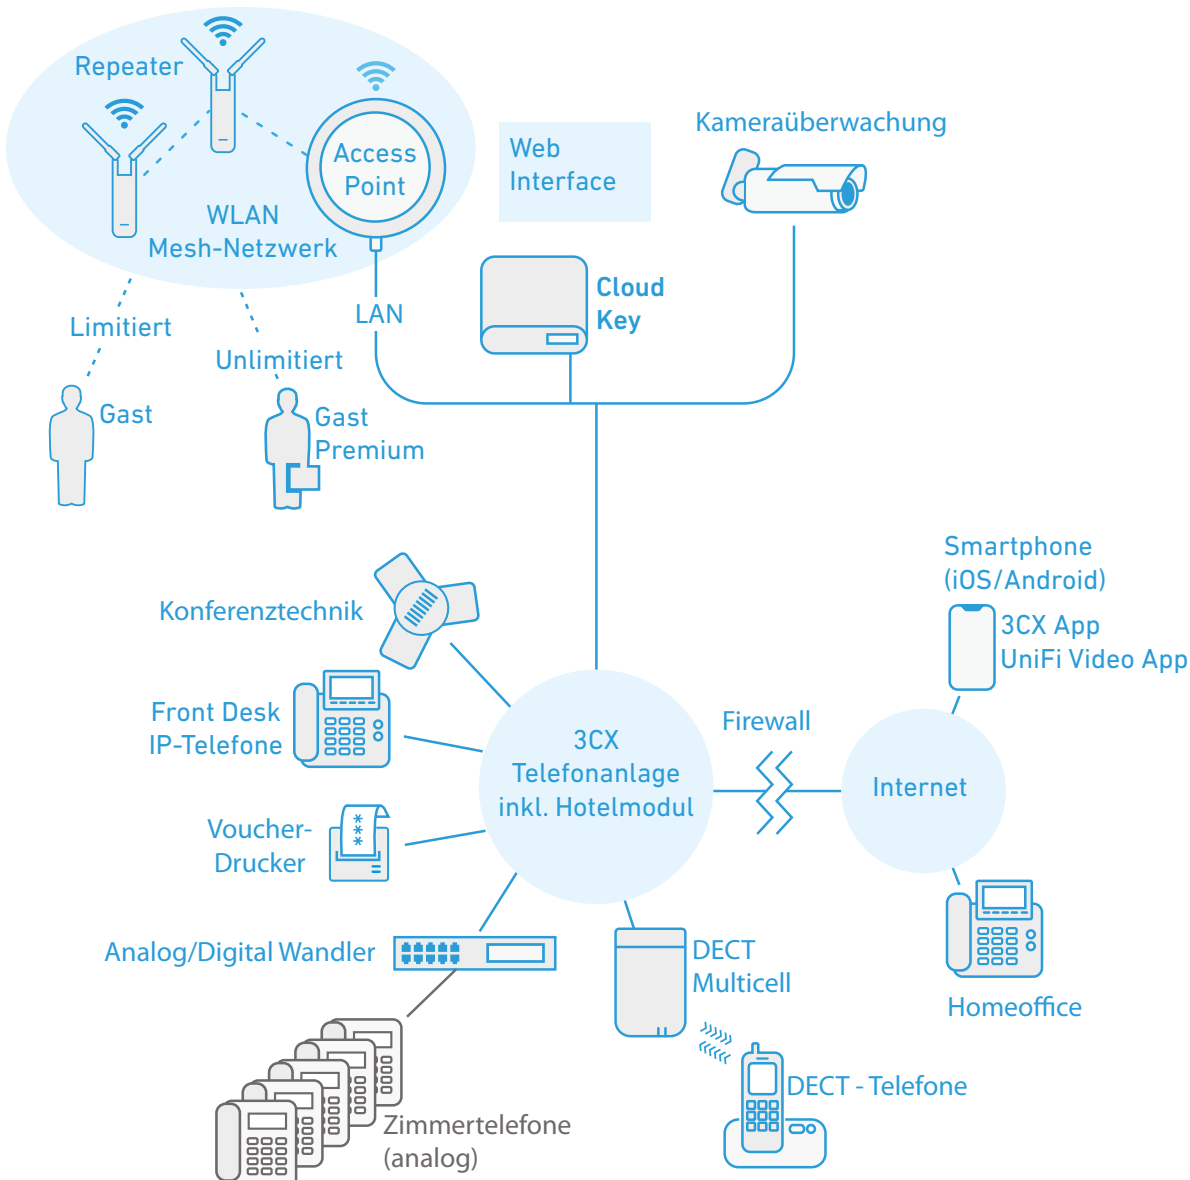 Repeater
Access
Point
WLAN
Mesh-Netzwerk
Web
Interface
Kameraüberwachung
Cloud
Key
LAN
Limitiert
Unlimitiert
Gast
Gast
Premium
Konferenztechnik
Front Desk
IP-Telefone
Voucher-
Drucker
***
Analog/Digital Wandler
Zimmertelefone
(analog)
3CX
Telefonanlage
inkl. Hotelmodul
DECT
Multicell
DECT - Telefone
Firewall
Internet
Smartphone
(iOS/Android)
3CX App
UniFi Video App
Homeoffice